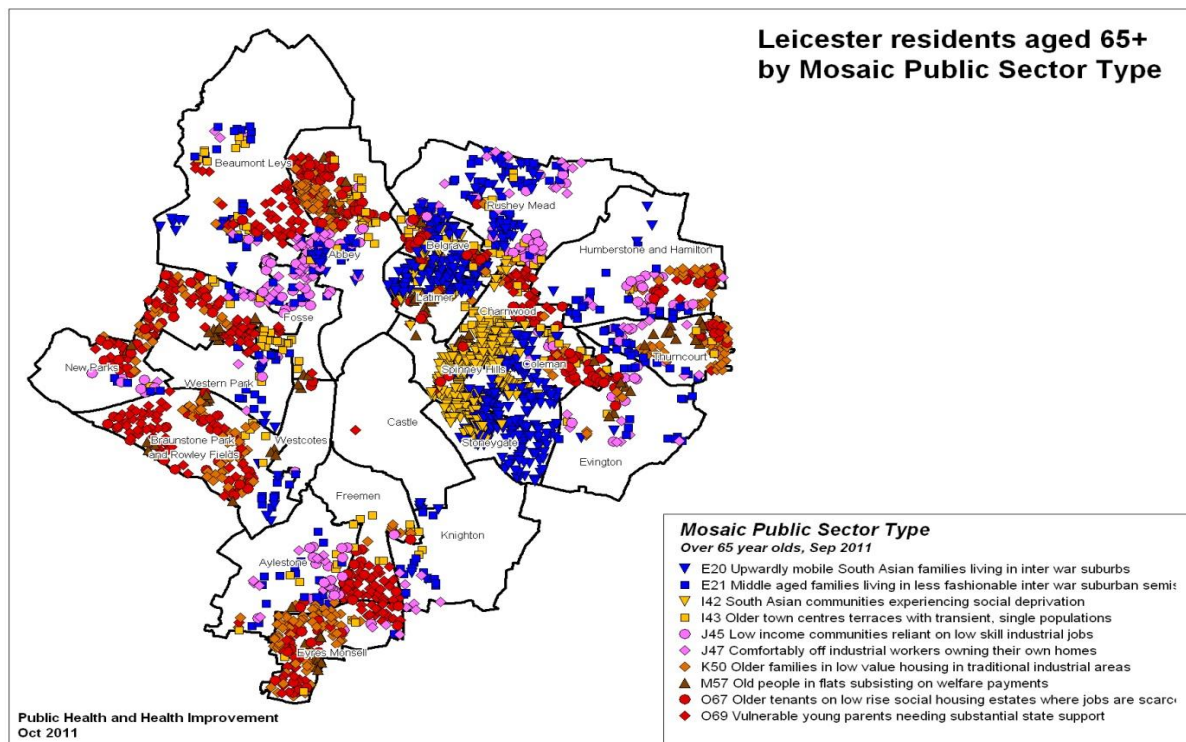 Leicester residents aged 65+
by Mosaic Public Sector Type
Beaumont Leys
Rushey Mead
Belgrave
Abbey
Humberstone and Hamilton
Latimer
Charnwood
Fosse
New Parks
Western Park
Spinney Hills
Coleman
Thurncourt
Castle
Westcotes
Stoneygate
Braunstone Park
and Rowley Fields
Evington
Freemen
Knighton
Aylestone
Eyres Monsell
Mosaic Public Sector Type
Over 65 year olds, Sep 2011
E20 Upwardly mobile South Asian families living in inter war suburbs
E21 Middle aged families living in less fashionable inter war suburban semis
I42 South Asian communities experiencing social deprivation
I43 Older town centres terraces with transient, single populations
J45 Low income communities reliant on low skill industrial jobs
J47 Comfortably off industrial workers owning their own homes
K50 Older families in low value housing in traditional industrial areas
M57 Old people in flats subsisting on welfare payments
O67 Older tenants on low rise social housing estates where jobs are scarce
O69 Vulnerable young parents needing substantial state support
Public Health and Health Improvement
Oct 2011